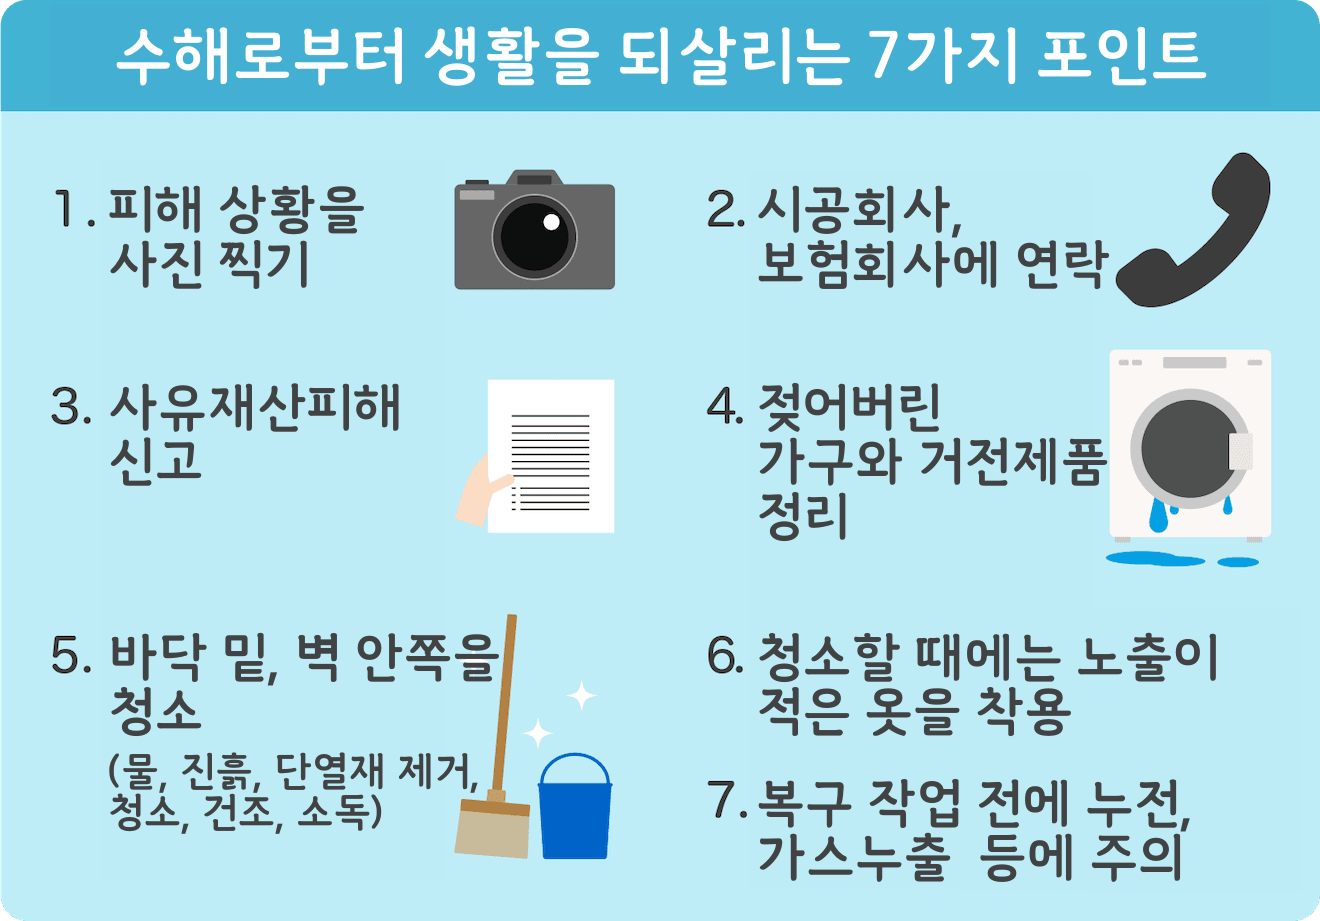 수해로부터 생활을 되살리는 7가지 포인트
1. 피해 상황을
사진 찍기
2. 시공회사,
보험회사에 연락
3. 사유재산피해
신고
4. 젖어버린
가구와 거전제품
정리
5. 바닥 밑, 벽 안쪽을
청소
(물, 진흙, 단열재 제거,
청소, 건조, 소독)
6. 청소할 때에는 노출이
적은 옷을 착용
7. 복구 작업 전에 누전,
가스누출 등에 주의